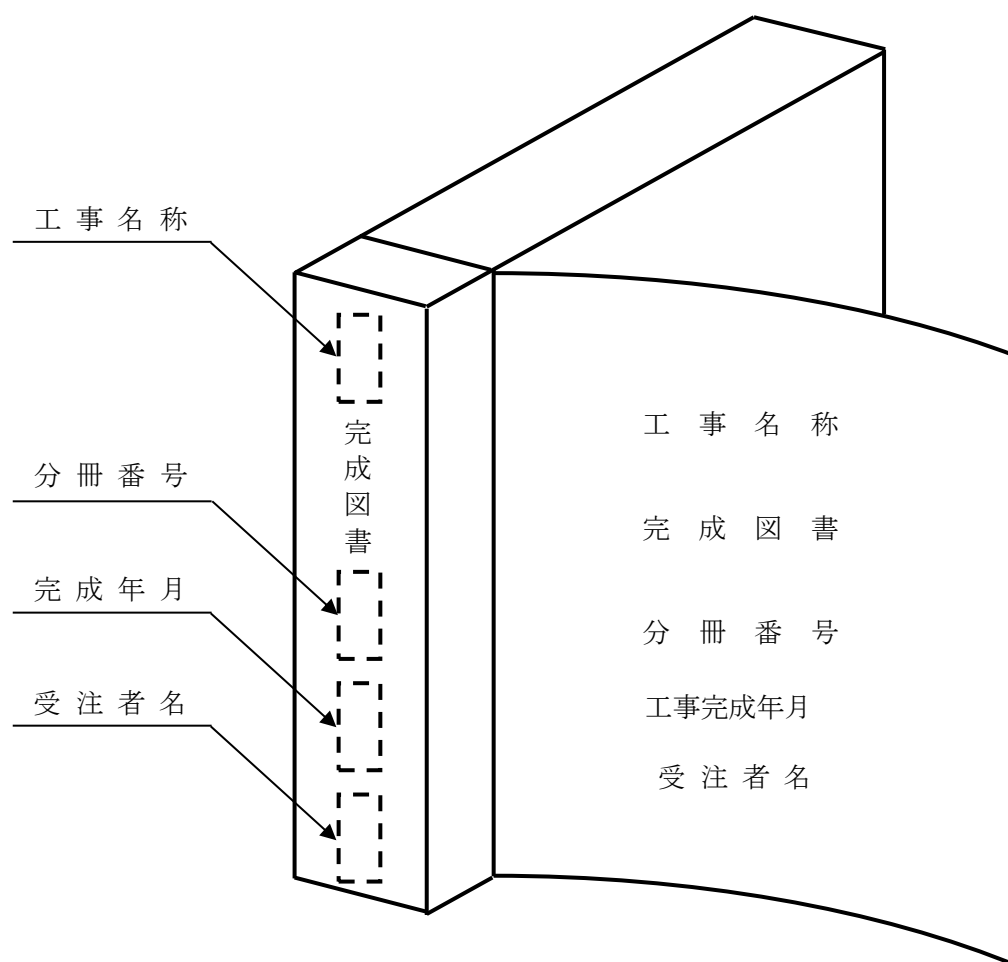 工事名称
分冊番号
完成年月
受注者名
完成図書
工事名称
完成図書
分冊番号
工事完成年月
受注者名